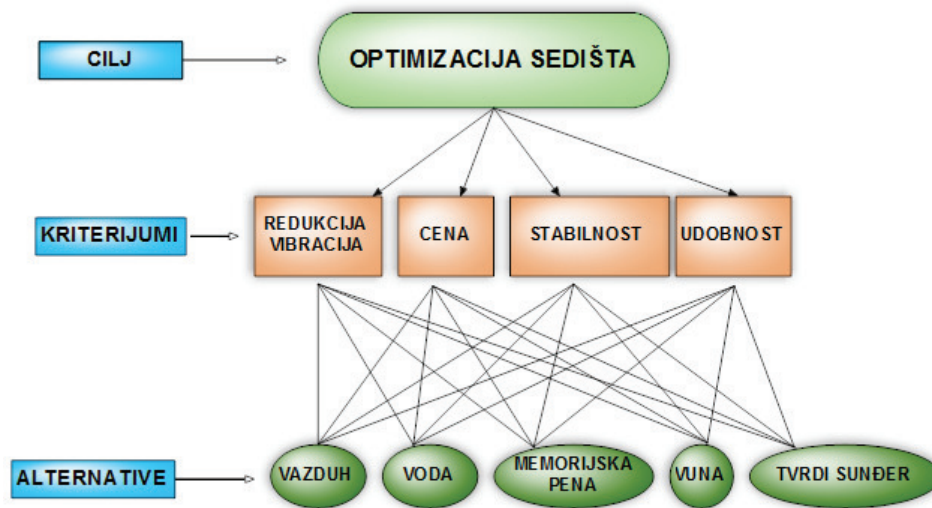 CILJ
OPTIMIZACIJA SEDIŠTA
KRITERIJUMI
REDUKCIJA
VIBRACIJA
CENA
STABILNOST
UDOBNOST
ALTERNATIVE
VAZDUH
VODA
MEMORIJSKA
PENA
VUNA
TVRDI SUNĐER